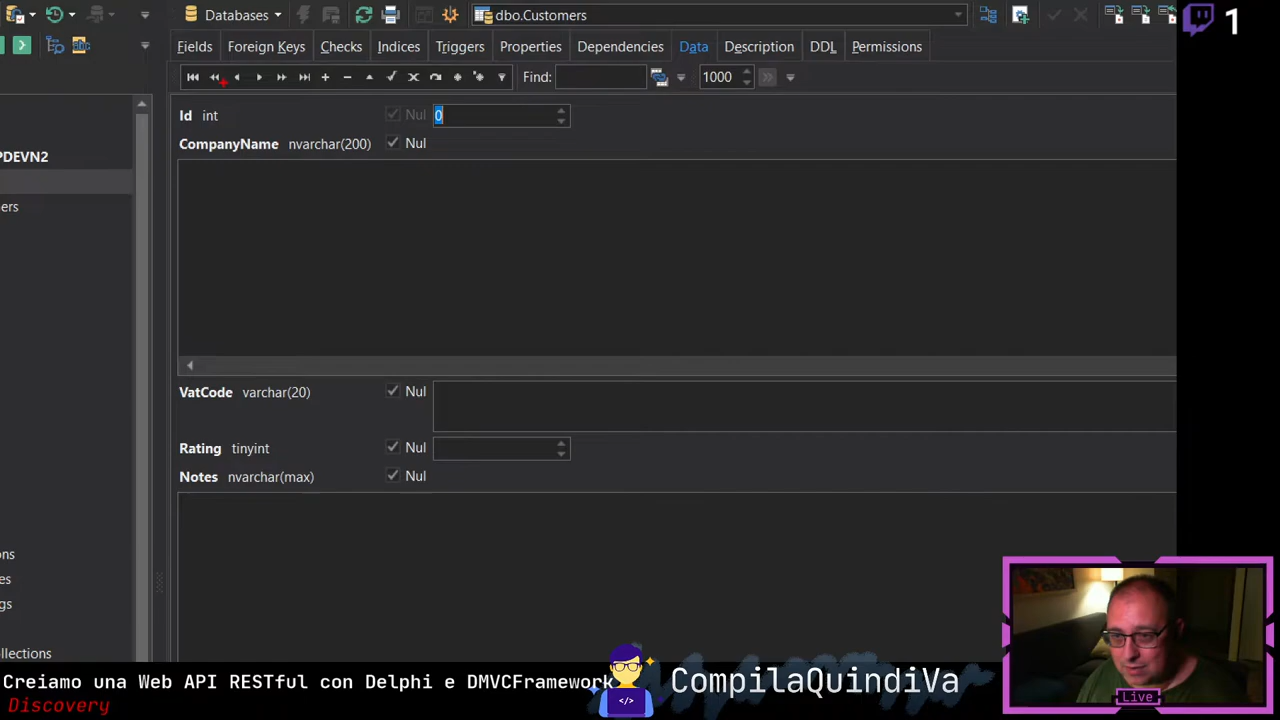 Databases
dbo.Customers
1
Fields Foreign Keys Checks Indices Triggers Properties Dependencies Data Description DDL Permissions
Find: 1000
Id int Nul 0
PDEVN2
CompanyName nvarchar(200) Nul
ers
VatCode varchar(20) Nul
Rating tinyint Nul
Notes nvarchar(max) Nul
ons
es
gs
ollections
Creiamo una Web API RESTful con Delphi e DMVCFramework
Discovery
</>
CompilaQuindiVa
Live